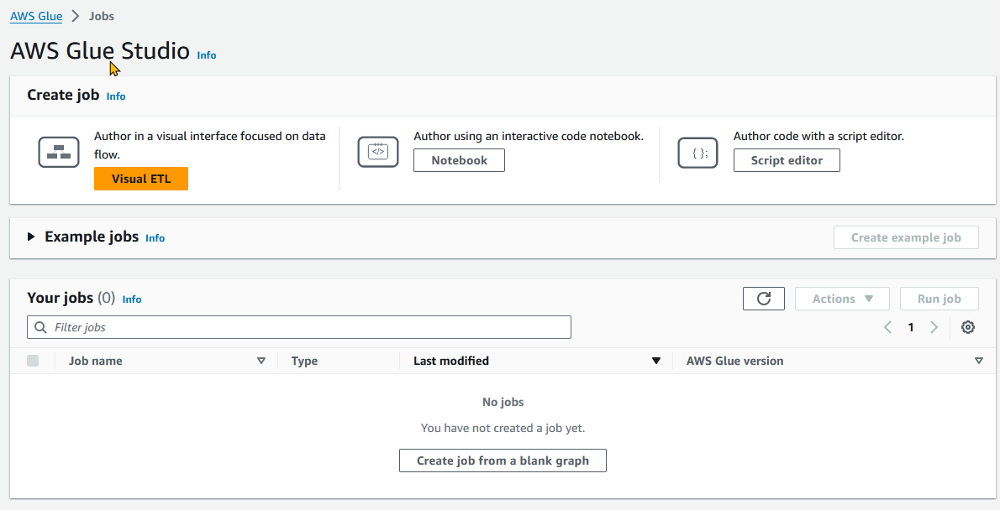 AWS Glue > Jobs
AWS Glue Studio Info
Create job Info
Author in a visual interface focused on data
flow.
Visual ETL
</>
Author using an interactive code notebook.
Notebook
{ };
Author code with a script editor.
Script editor
Example jobs Info
Create example job
Your jobs (0) Info
Actions
Run job
Filter jobs
1
Job name Type Last modified AWS Glue version
No jobs
You have not created a job yet.
Create job from a blank graph